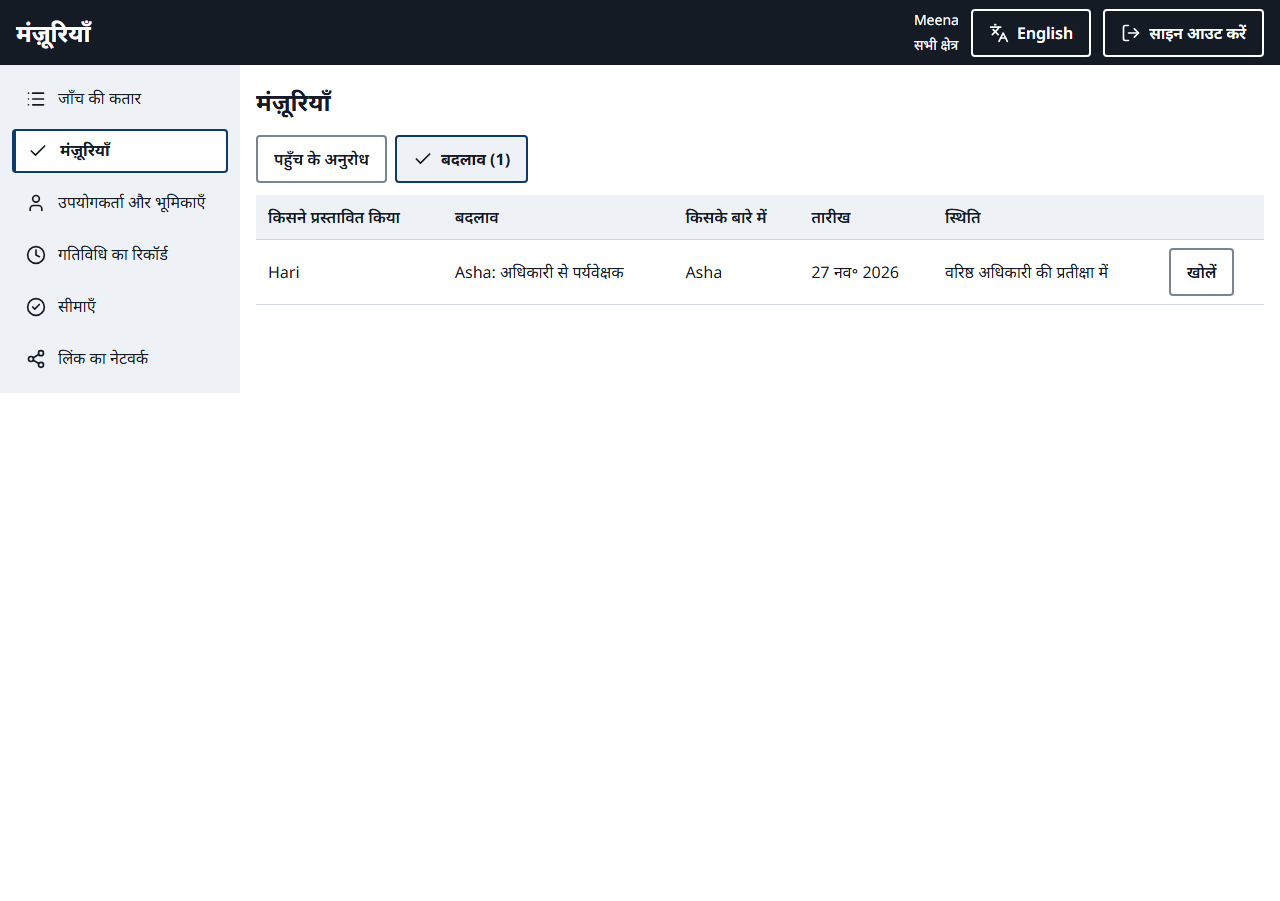 मंज़ूरियाँ
Meena
सभी क्षेत्र
English
साइन आउट करें
जाँच की कतार
मंज़ूरियाँ
उपयोगकर्ता और भूमिकाएँ
गतिविधि का रिकॉर्ड
सीमाएँ
लिंक का नेटवर्क
मंज़ूरियाँ
पहुँच के अनुरोध
बदलाव (1)
किसने प्रस्तावित किया बदलाव किसके बारे में तारीख स्थिति
Hari Asha: अधिकारी से पर्यवेक्षक Asha 27 नव॰ 2026 वरिष्ठ अधिकारी की प्रतीक्षा में खोलें